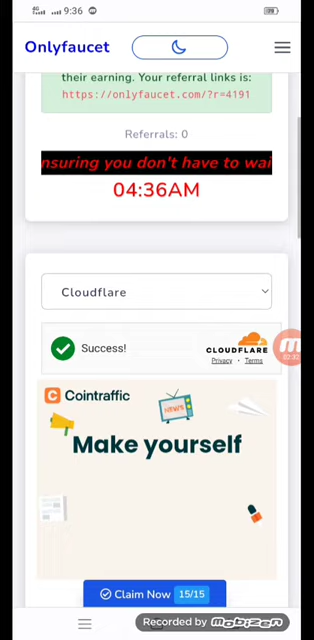 4G 9:36
Onlyfaucet
their earning. Your referral links is:
https://onlyfaucet.com/?r=4191
Referrals: 0
nsuring you don't have to wai
04:36AM
Cloudflare
Success!
CLOUDFLARE
Privacy • Terms
Cointraffic
NEWS
Make yourself
Claim Now 15/15
Recorded by mobizen